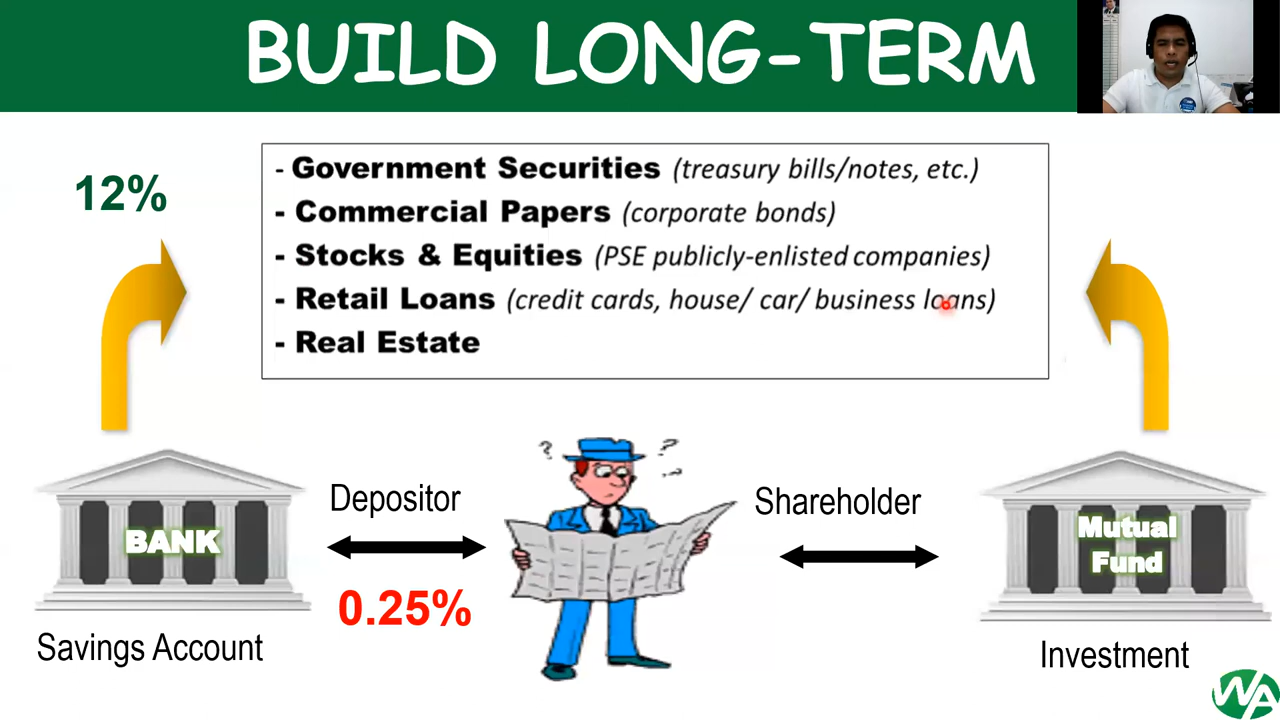 BUILD LONG-TERM
12%
- Government Securities (treasury bills/notes, etc.)
- Commercial Papers (corporate bonds)
- Stocks & Equities (PSE publicly-enlisted companies)
- Retail Loans (credit cards, house/ car/ business loans)
- Real Estate
? ?
?
Depositor
Shareholder
BANK
Mutual
Fund
0.25%
Savings Account
Investment
WA